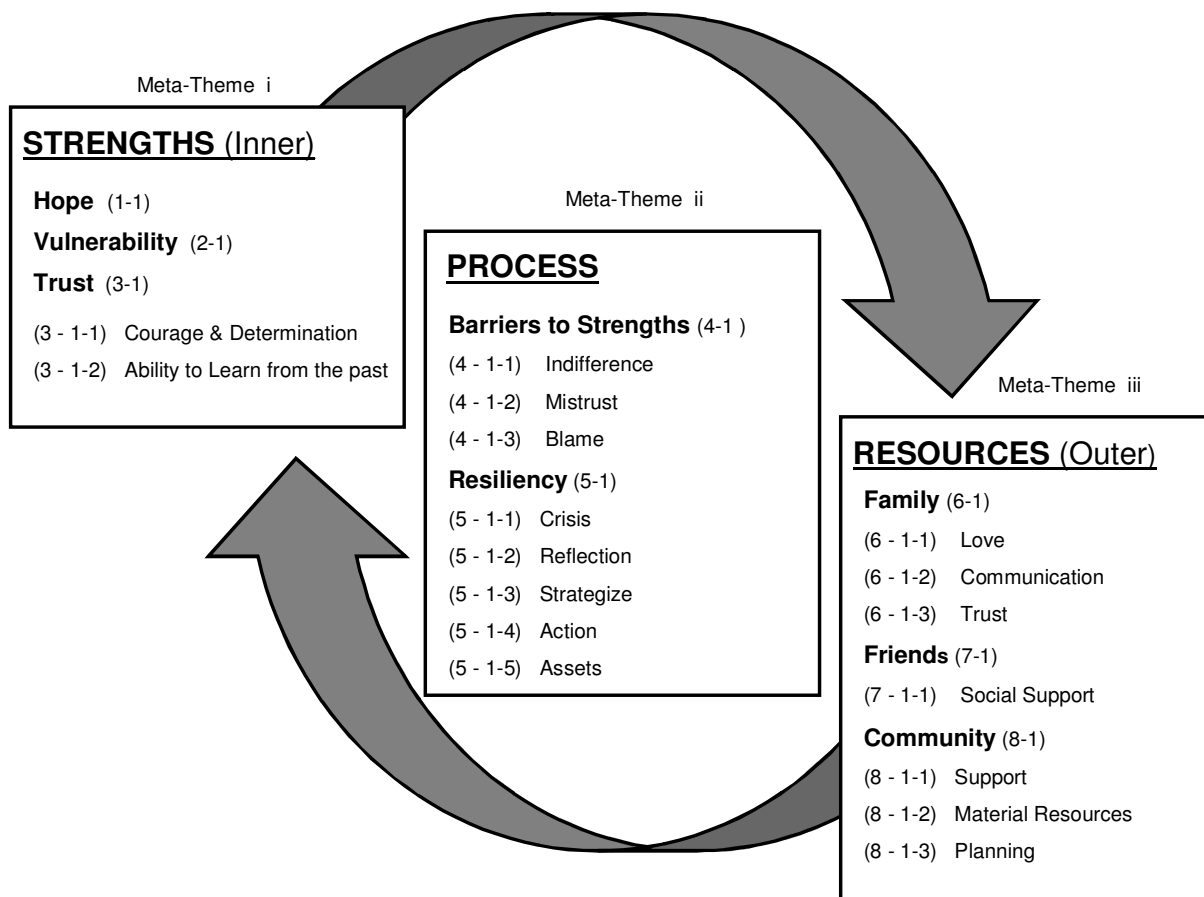 Meta-Theme i
STRENGTHS (Inner)
Hope (1-1)
Vulnerability (2-1)
Trust (3-1)
(3 - 1-1) Courage & Determination
(3 - 1-2) Ability to Learn from the past
Meta-Theme ii
PROCESS
Barriers to Strengths (4-1 )
(4 - 1-1) Indifference
(4 - 1-2) Mistrust
(4 - 1-3) Blame
Resiliency (5-1)
(5 - 1-1) Crisis
(5 - 1-2) Reflection
(5 - 1-3) Strategize
(5 - 1-4) Action
(5 - 1-5) Assets
Meta-Theme iii
RESOURCES (Outer)
Family (6-1)
(6 - 1-1) Love
(6 - 1-2) Communication
(6 - 1-3) Trust
Friends (7-1)
(7 - 1-1) Social Support
Community (8-1)
(8 - 1-1) Support
(8 - 1-2) Material Resources
(8 - 1-3) Planning